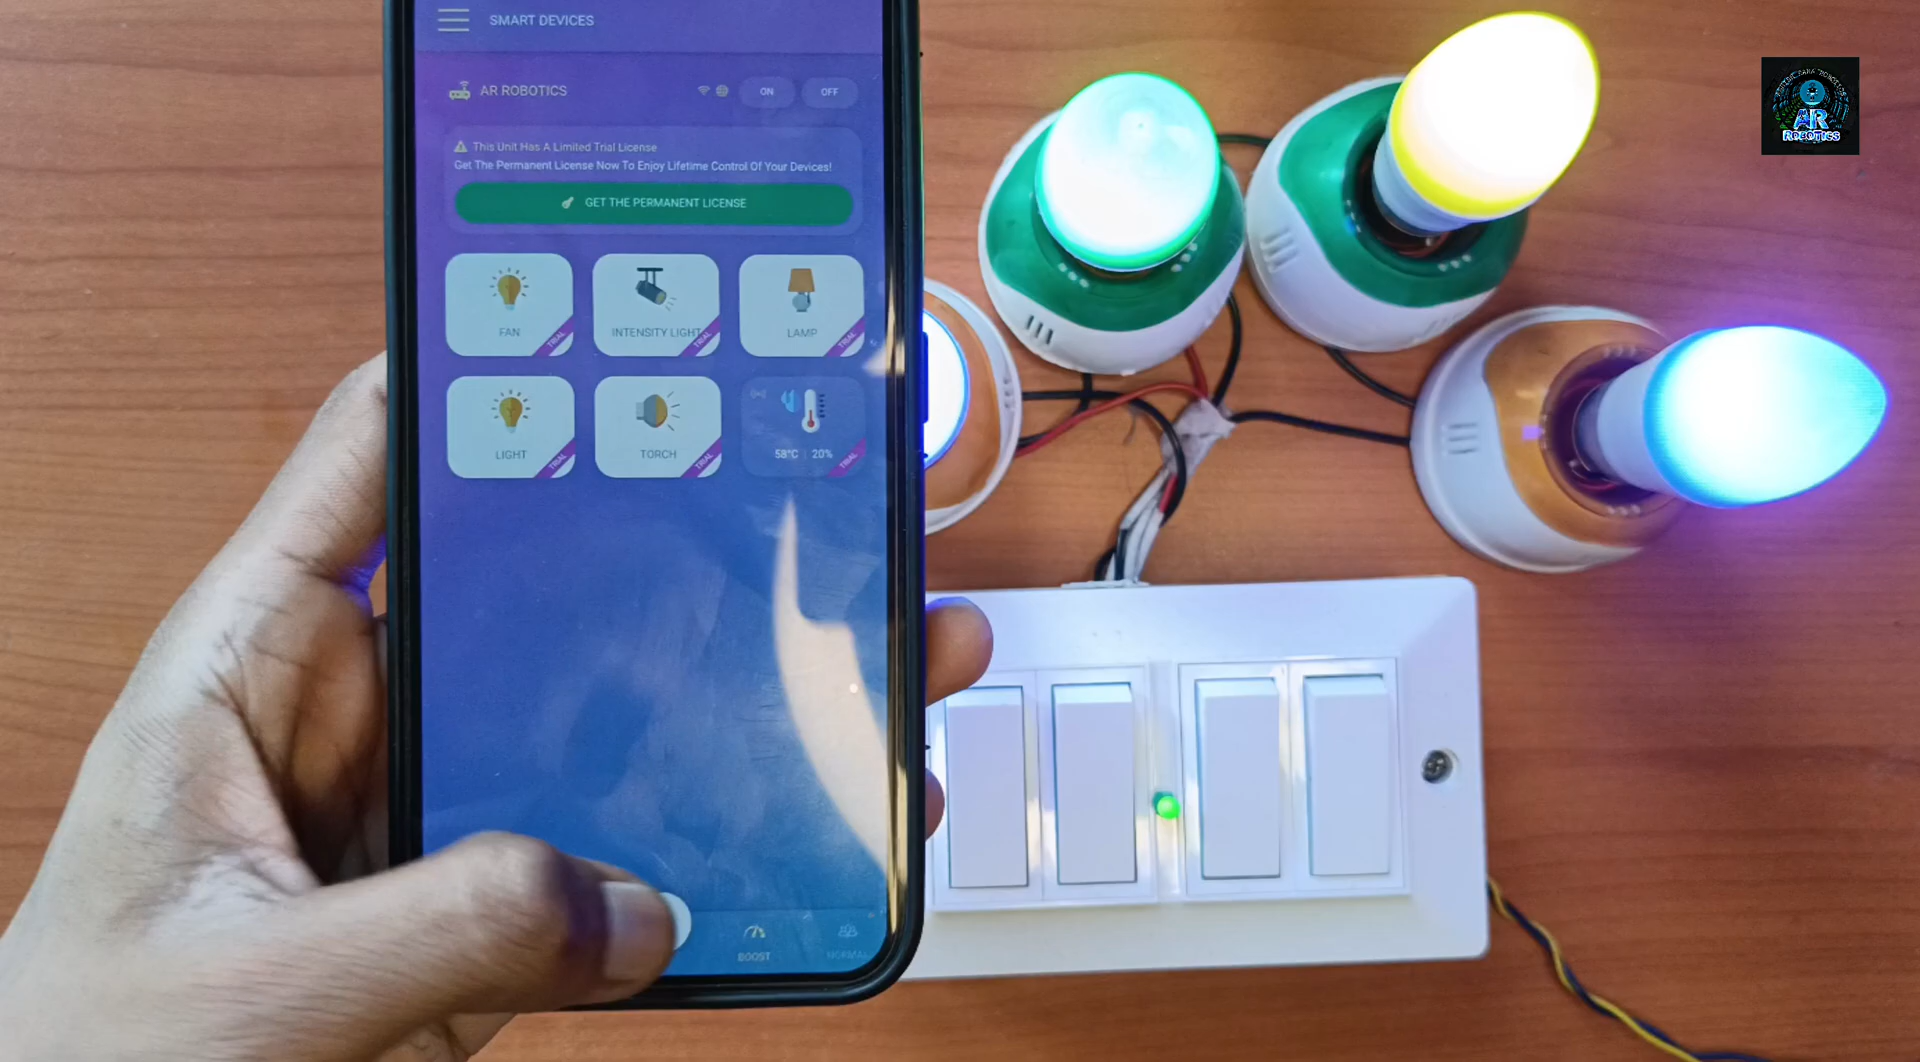 SMART DEVICES
AR ROBOTICS
ON
OFF
This Unit Has A Limited Trial License
Get The Permanent License Now To Enjoy Lifetime Control Of Your Devices!
GET THE PERMANENT LICENSE
FAN
TRIAL
INTENSITY LIGHT
TRIAL
LAMP
TRIAL
LIGHT
TRIAL
TORCH
TRIAL
58°C 20%
TRIAL
BOOST
NORMAL
AR
ROBOTICS